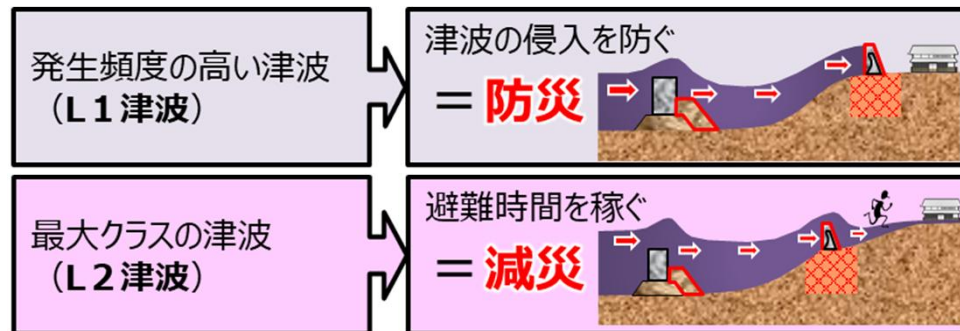 発生頻度の高い津波
（L1津波）
津波の侵入を防ぐ
＝防災
最大クラスの津波
（L2津波）
避難時間を稼ぐ
＝減災